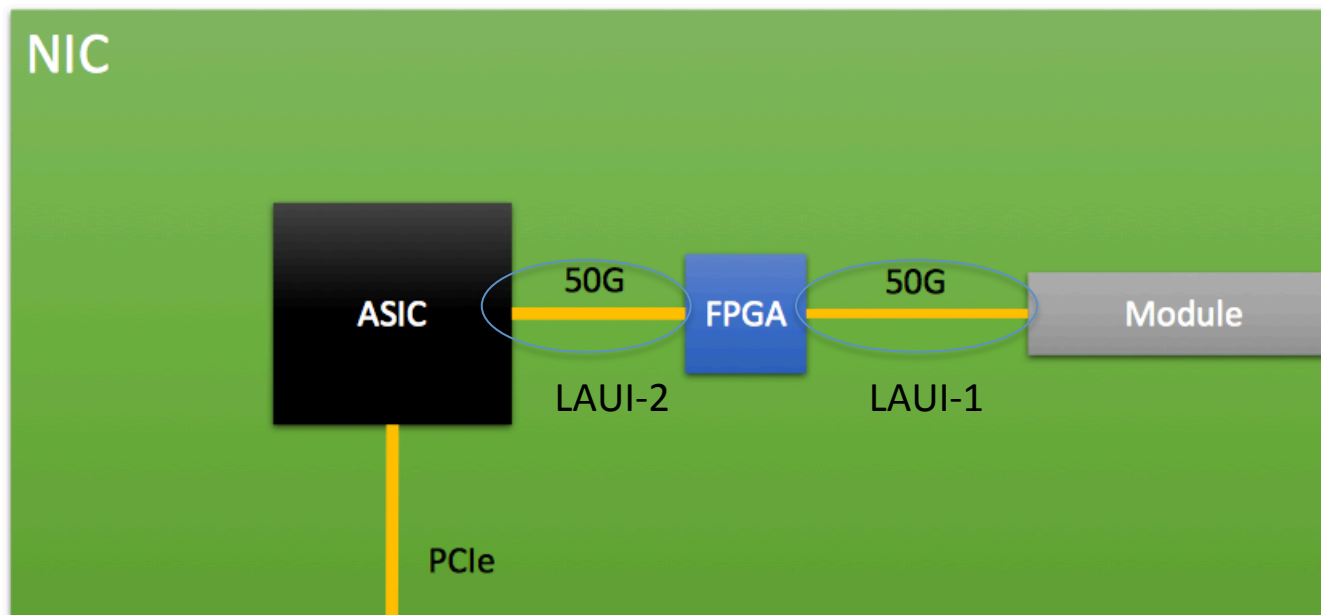 NIC
50G
50G
ASIC
FPGA
Module
LAUI-2
LAUI-1
PCIe